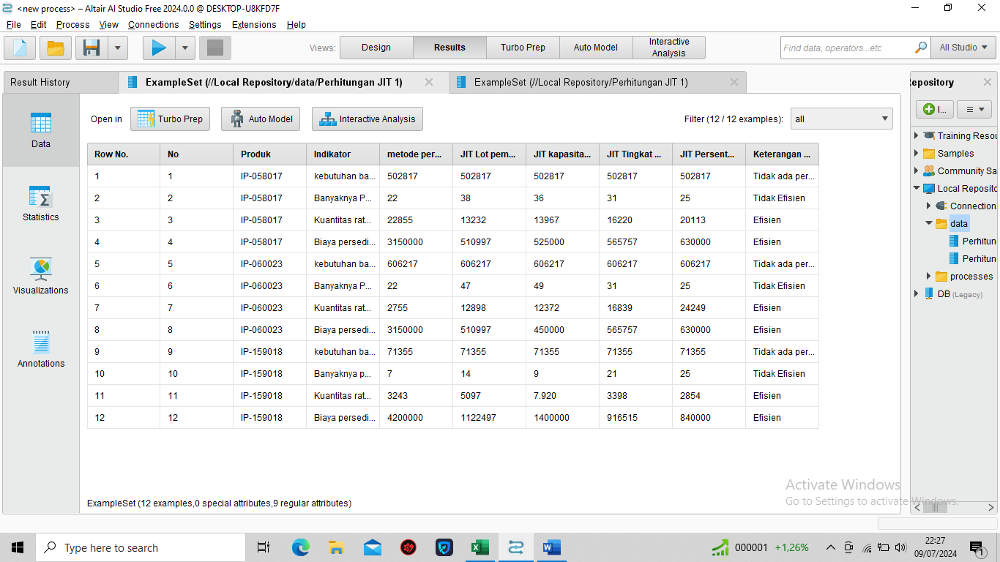 <new process> – Altair AI Studio Free 2024.0.0 @ DESKTOP-U8KFD7F
File Edit Process View Connections Settings Extensions Help
Views: Design Results Turbo Prep Auto Model Interactive Analysis Find data, operators...etc All Studio
Result History ExampleSet (//Local Repository/data/Perhitungan JIT 1) ExampleSet (//Local Repository/Perhitungan JIT 1)
Data
Statistics
Visualizations
Annotations
Open in Turbo Prep Auto Model Interactive Analysis Filter (12 / 12 examples): all
Row No. No Produk Indikator metode per... JIT Lot pem... JIT kapasita... JIT Tingkat ... JIT Persent... Keterangan ...
1 1 IP-058017 kebutuhan ba... 502817 502817 502817 502817 502817 Tidak ada per...
2 2 IP-058017 Banyaknya P... 22 38 36 31 25 Tidak Efisien
3 3 IP-058017 Kuantitas rat... 22855 13232 13967 16220 20113 Efisien
4 4 IP-058017 Biaya persedi... 3150000 510997 525000 565757 630000 Efisien
5 5 IP-060023 kebutuhan ba... 606217 606217 606217 606217 606217 Tidak ada per...
6 6 IP-060023 Banyaknya P... 22 47 49 31 25 Tidak Efisien
7 7 IP-060023 Kuantitas rat... 2755 12898 12372 16839 24249 Efisien
8 8 IP-060023 Biaya persedi... 3150000 510997 450000 565757 630000 Efisien
9 9 IP-159018 kebutuhan ba... 71355 71355 71355 71355 71355 Tidak ada per...
10 10 IP-159018 Banyaknya p... 7 14 9 21 25 Tidak Efisien
11 11 IP-159018 Kuantitas rat... 3243 5097 7.920 3398 2854 Efisien
12 12 IP-159018 Biaya persedi... 4200000 1122497 1400000 916515 840000 Efisien
ExampleSet (12 examples,0 special attributes,9 regular attributes)
epository
I...
Training Resou
Samples
Community Sa
Local Reposito
Connection
data
Perhitun
Perhitun
processes
DB (Legacy)
Activate Windows
Go to Settings to activate Windows.
Type here to search
000001 +1,26%
22:27
09/07/2024
1